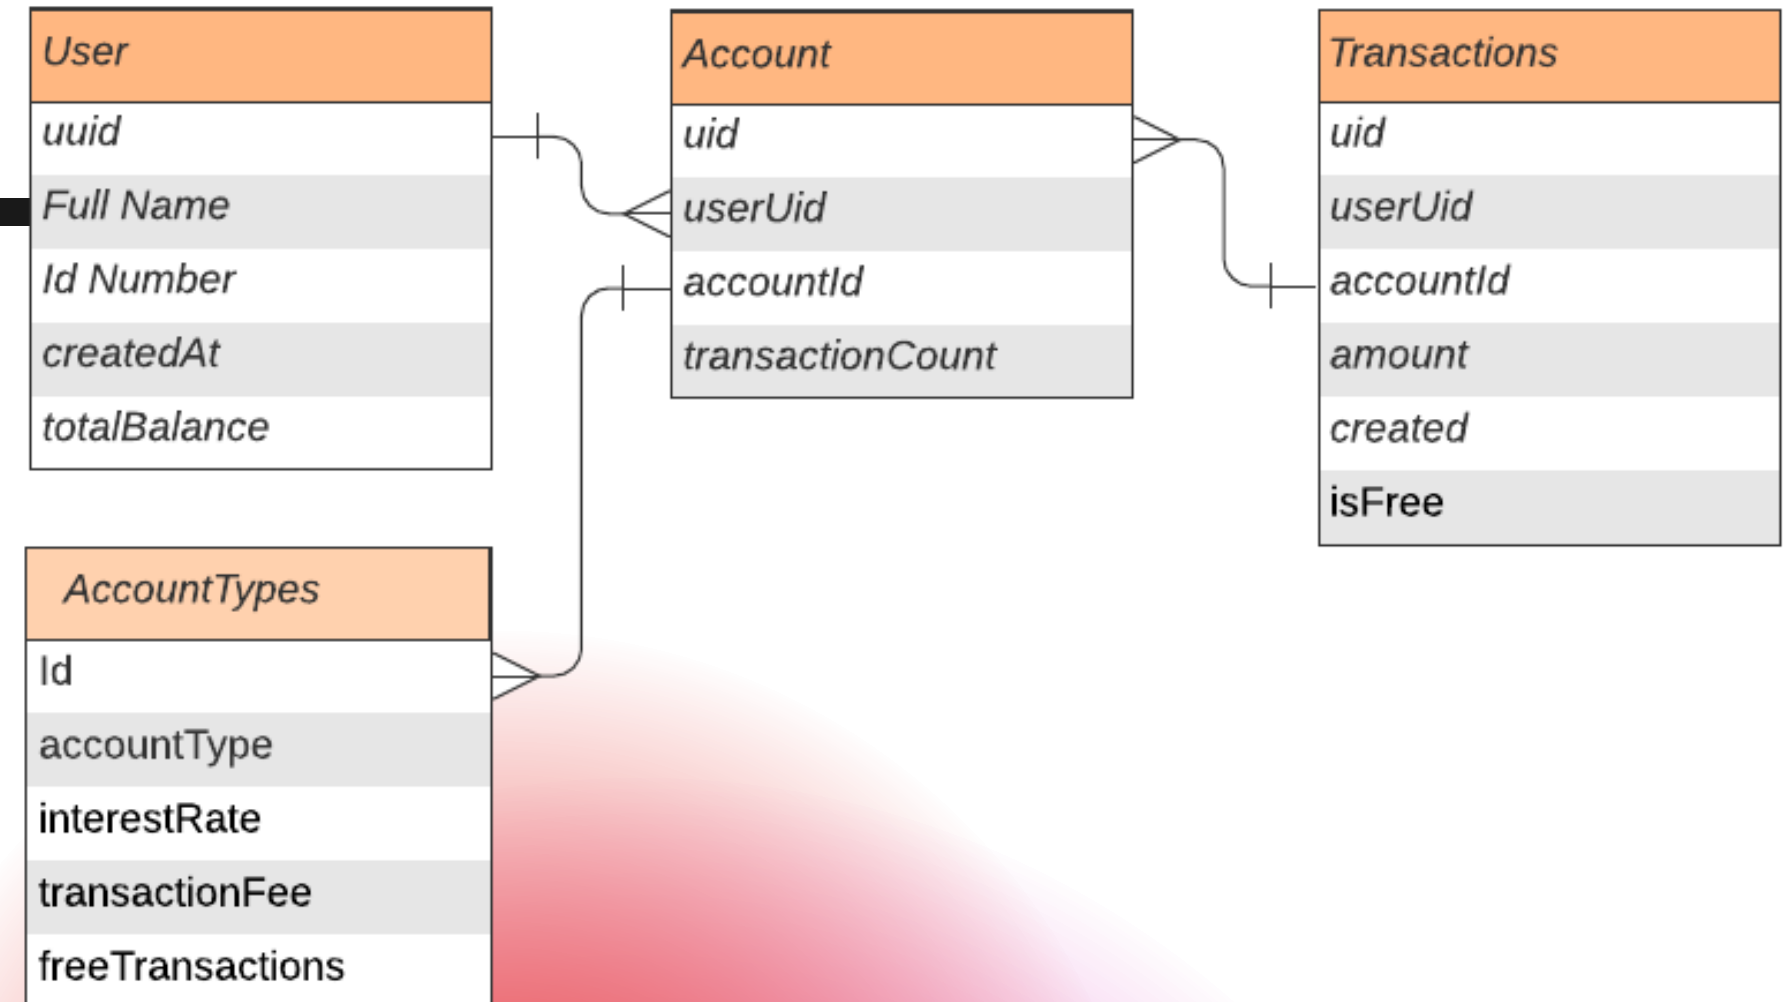 User
uuid
Full Name
Id Number
createdAt
totalBalance
Account
uid
userUid
accountId
transactionCount
Transactions
uid
userUid
accountId
amount
created
isFree
AccountTypes
Id
accountType
interestRate
transactionFee
freeTransactions